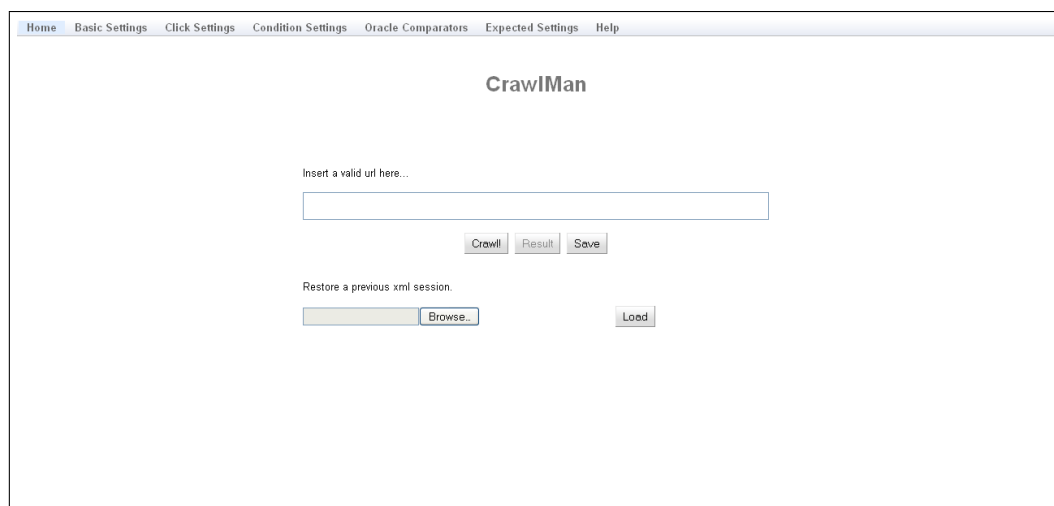 Home Basic Settings Click Settings Condition Settings Oracle Comparators Expected Settings Help
CrawlMan
Insert a valid url here...
Crawl! Result Save
Restore a previous xml session.
Browse.. Load